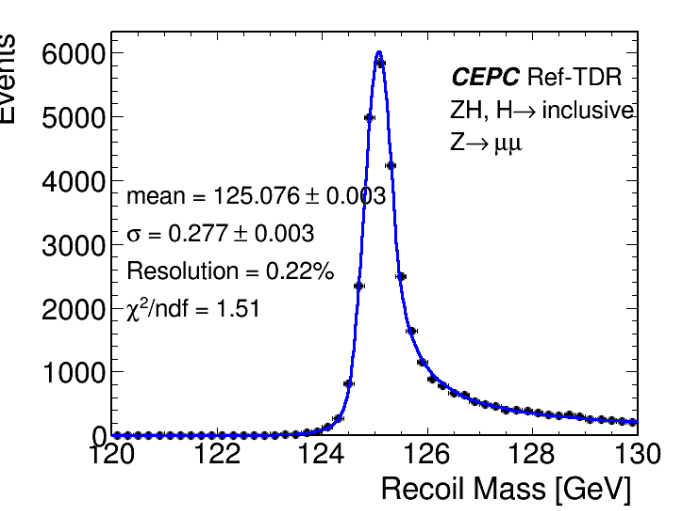 Events
6000
5000
4000
3000
2000
1000
0
CEPC Ref-TDR
ZH, H→ inclusive
Z→ μμ
mean = 125.076 ± 0.003
σ = 0.277 ± 0.003
Resolution = 0.22%
χ²/ndf = 1.51
120 122 124 126 128 130
Recoil Mass [GeV]